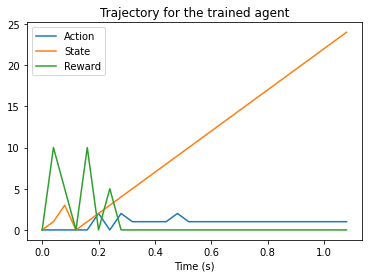 Trajectory for the trained agent
Action
State
Reward
25
20
15
10
5
0
0.0 0.2 0.4 0.6 0.8 1.0
Time (s)